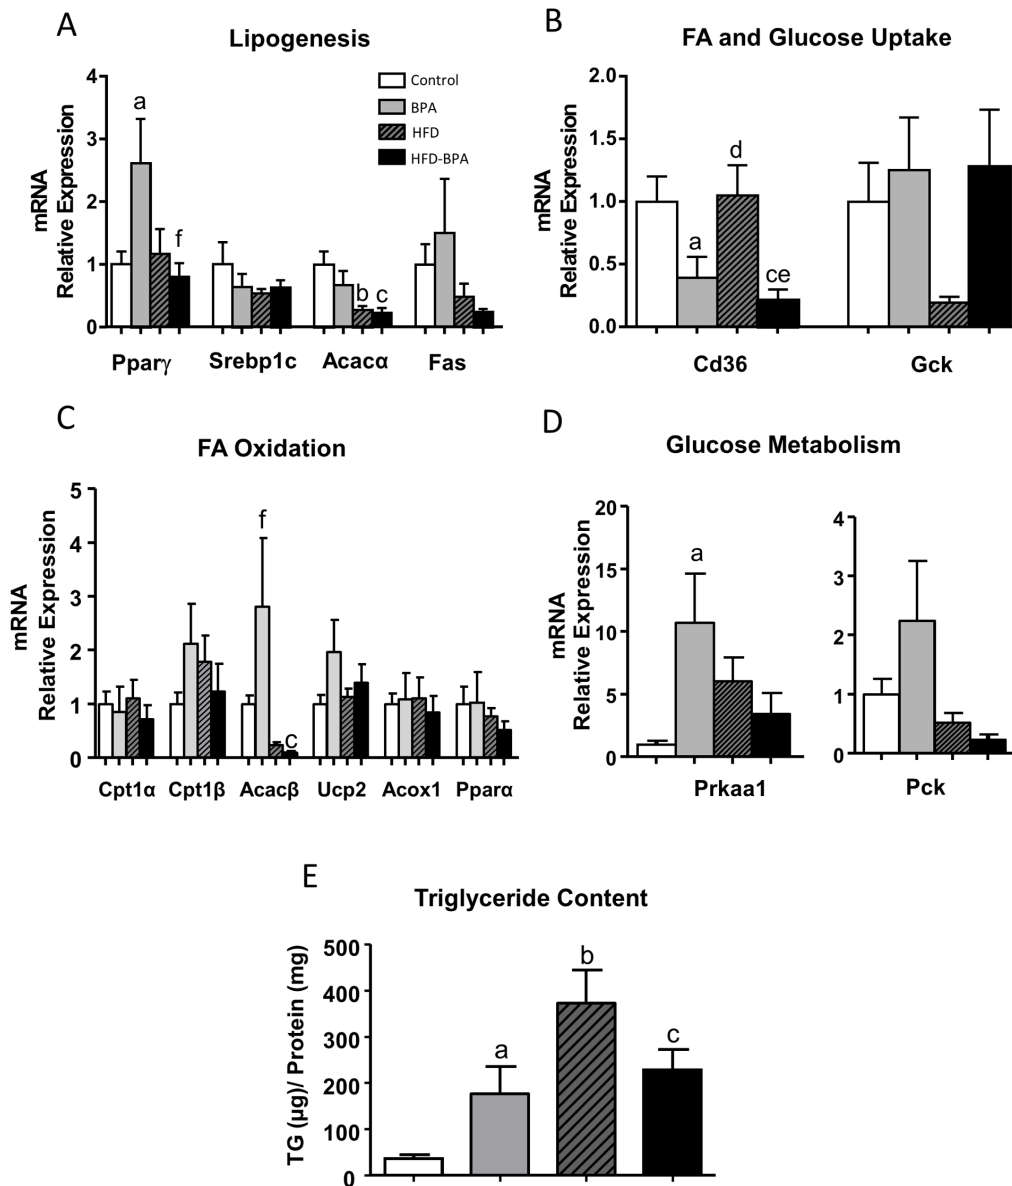 A
Lipogenesis
mRNA
Relative Expression
4
3
2
1
0
a
f
b
c
Control
BPA
HFD
HFD-BPA
Pparγ
Srebp1c
Acacα
Fas
B
FA and Glucose Uptake
mRNA
Relative Expression
2.0
1.5
1.0
0.5
0.0
a
d
ce
Cd36
Gck
C
FA Oxidation
mRNA
Relative Expression
5
4
3
2
1
0
f
c
Cpt1α
Cpt1β
Acacβ
Ucp2
Acox1
Pparα
D
Glucose Metabolism
mRNA
Relative Expression
20
15
10
5
0
a
Prkaa1
4
3
2
1
0
Pck
E
Triglyceride Content
TG (µg)/ Protein (mg)
500
400
300
200
100
0
a
b
c